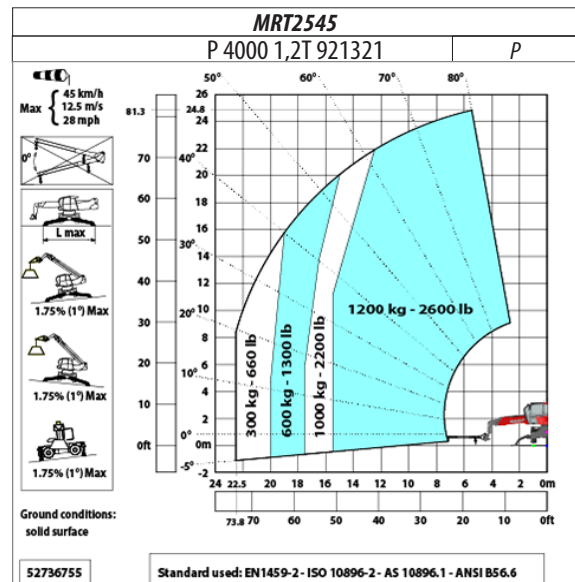 MRT2545
P 4000 1,2T 921321 P
Max { 45 km/h
12.5 m/s
28 mph
0°
L max
1.75% (1°) Max
1.75% (1°) Max
1.75% (1°) Max
Ground conditions:
solid surface
52736755
50° 60° 70° 80°
40°
30°
20°
10°
0°
-5°
81.3
70
60
50
40
30
20
10
0ft
26
24.8
24
22
20
18
16
14
12
10
8
6
4
2
0m
-2
300 kg - 660 lb
600 kg - 1300 lb
1000 kg - 2200 lb
1200 kg - 2600 lb
24 22.5 20 18 16 14 12 10 8 6 4 2 0m
73.8 70 60 50 40 30 20 10 0ft
Standard used: EN1459-2 - ISO 10896-2 - AS 10896.1 - ANSI B56.6